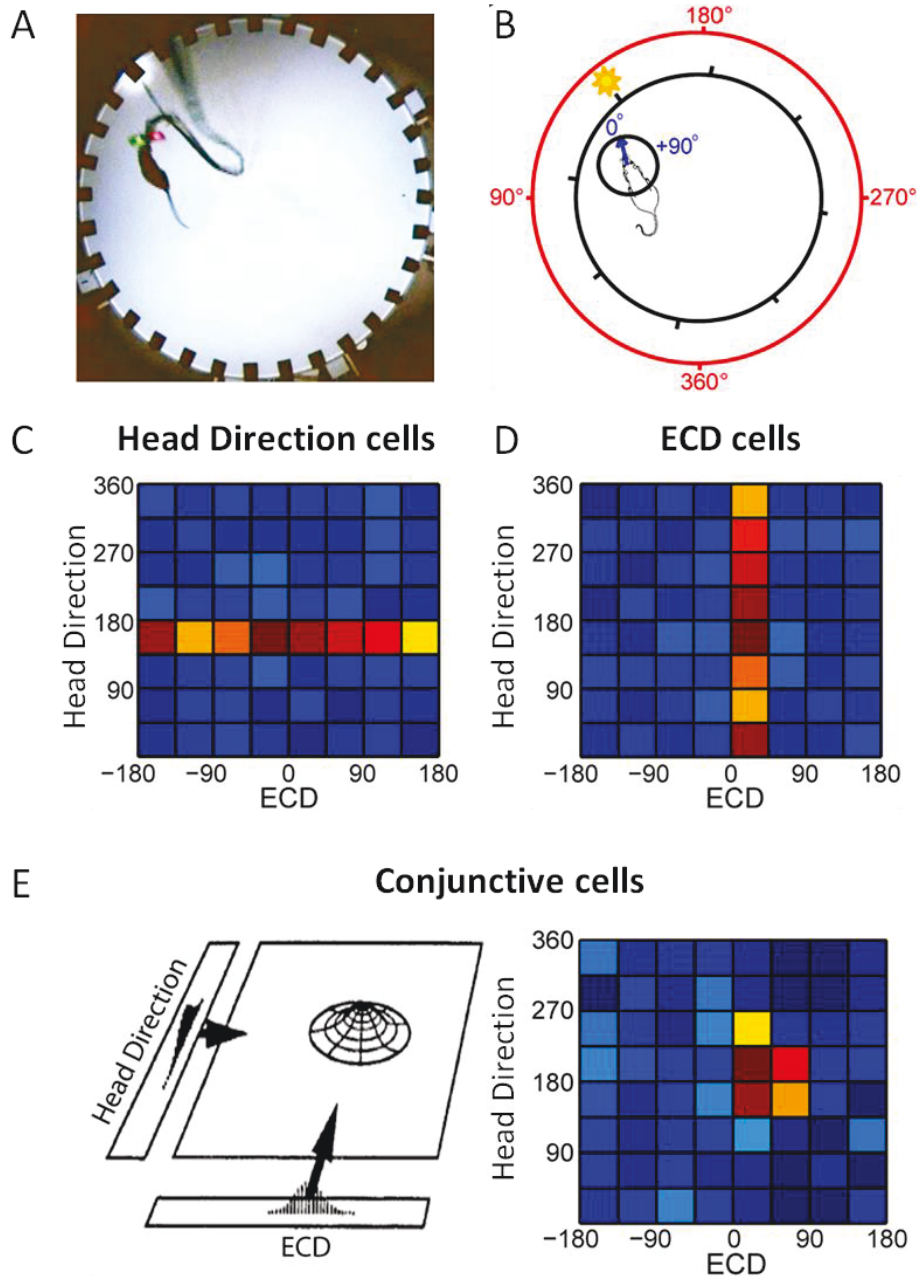 A
B
180°
0°
+90°
90°
270°
360°
C
Head Direction cells
D
ECD cells
360
270
180
90
Head Direction
−180
−90
0
90
180
ECD
360
270
180
90
Head Direction
−180
−90
0
90
180
ECD
E
Conjunctive cells
Head Direction
ECD
360
270
180
90
Head Direction
−180
−90
0
90
180
ECD